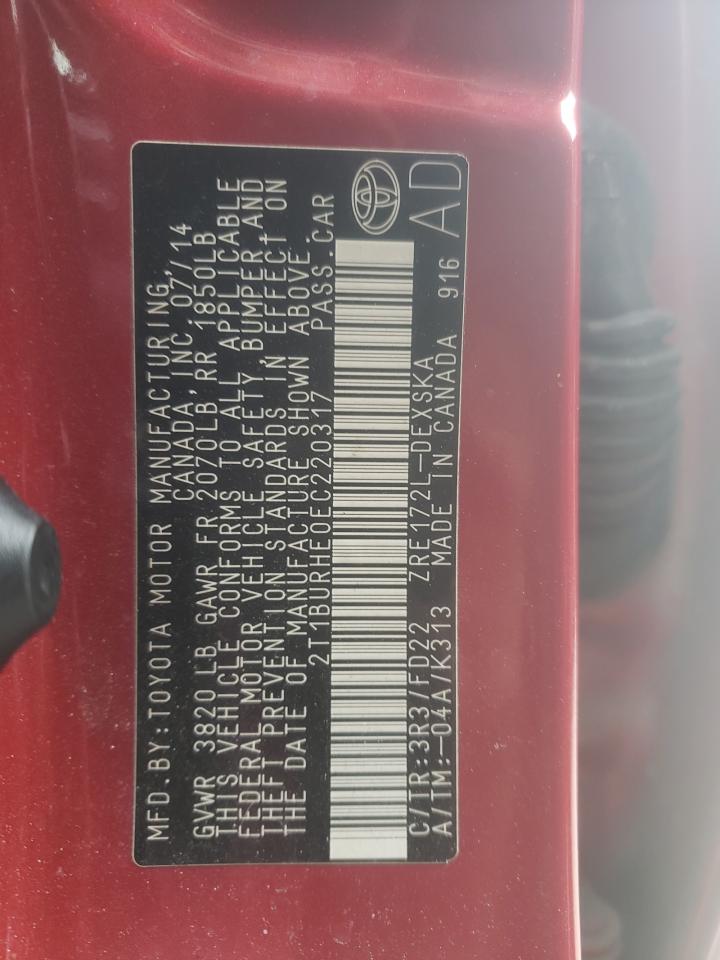 MFD.BY:TOYOTA MOTOR MANUFACTURING,
CANADA, INC 07/14
GVWR 3820 LB GAWR FR 2070LB, RR 1850LB
THIS VEHICLE CONFORMS TO ALL APPLICABLE
FEDERAL MOTOR VEHICLE SAFETY, BUMPER,AND
THEFT PREVENTION STANDARDS IN EFFECT ON
THE DATE OF MANUFACTURE SHOWN ABOVE.
2T1BURHE0EC220317 PASS.CAR
C/TR:3R3/FD22 ZRE172L-DEXSKA
A/TM:-04A/K313 MADE IN CANADA 916
AD